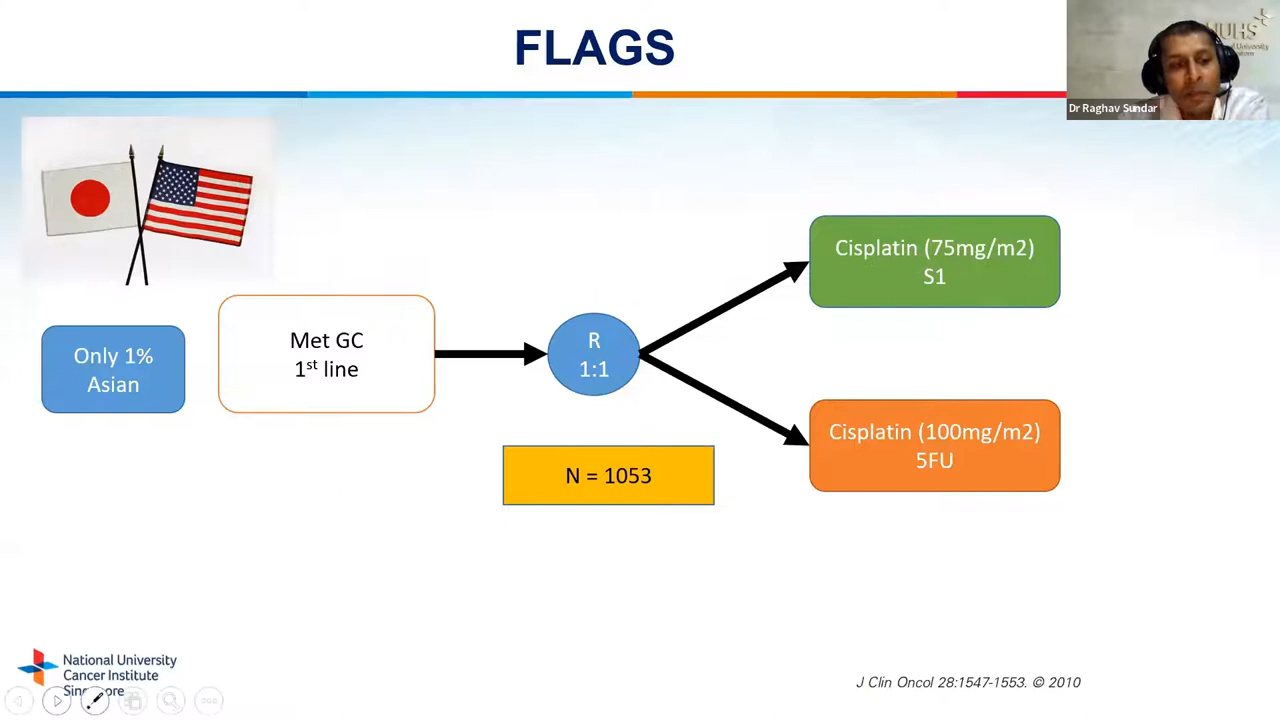 FLAGS
UHS
Dr Raghav Sundar
Only 1%
Asian
Met GC
1st line
R
1:1
N = 1053
Cisplatin (75mg/m2)
S1
Cisplatin (100mg/m2)
5FU
National University
Cancer Institute
Singapore
J Clin Oncol 28:1547-1553. © 2010